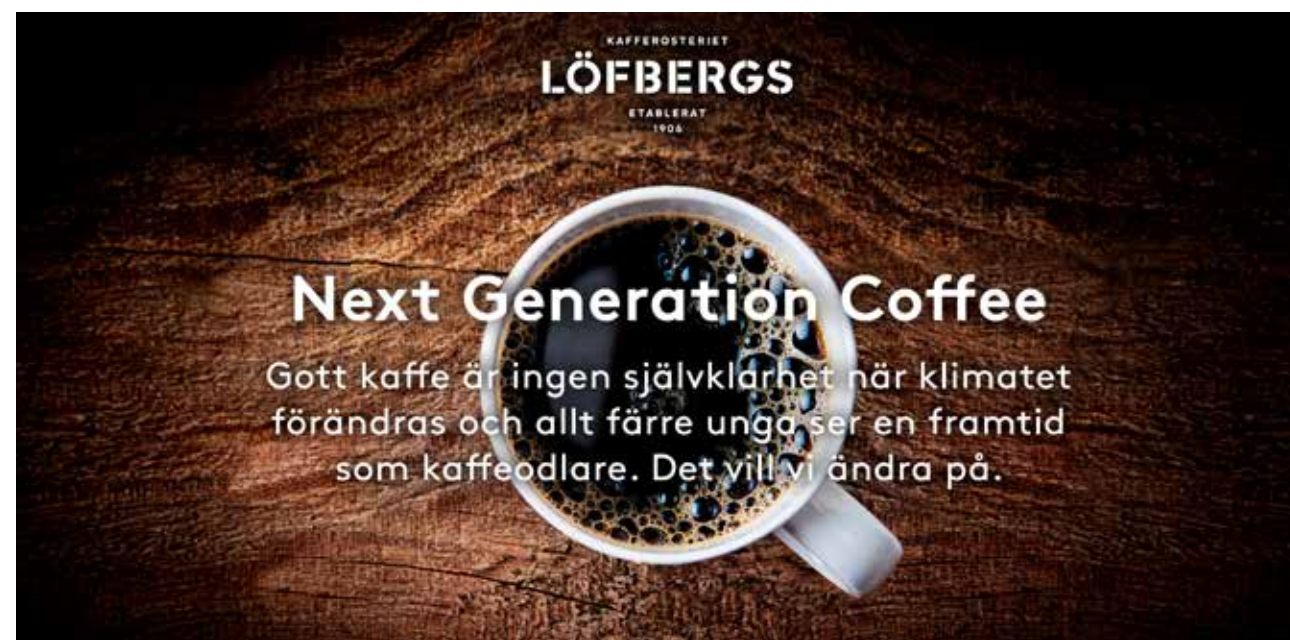 KAFFEROSTERIET
LÖFBERGS
ETABLERAT
1906
Next Generation Coffee
Gott kaffe är ingen självklarhet när klimatet
förändras och allt färre unga ser en framtid
som kaffeodlare. Det vill vi ändra på.